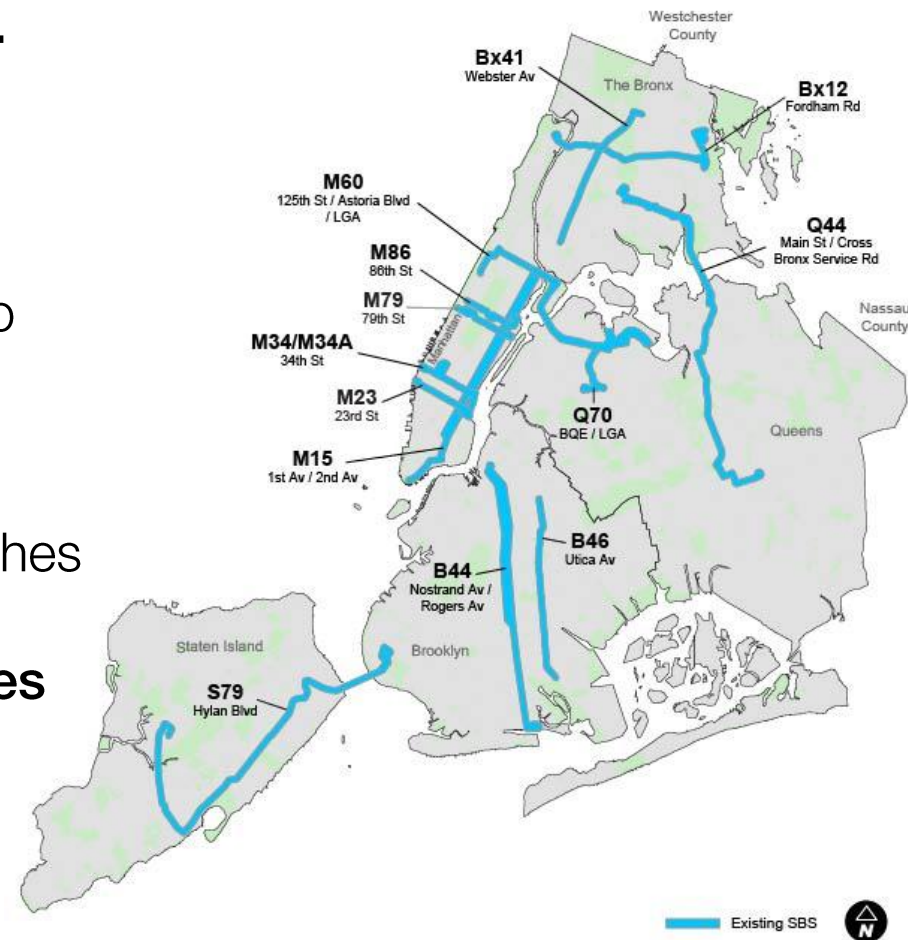 Westchester
County
Bx41
Webster Av
The Bronx
Bx12
Fordham Rd
M60
125th St / Astoria Blvd
/ LGA
Q44
Main St / Cross
Bronx Service Rd
M86
86th St
M79
79th St
Manhattan
Nassau
County
M34/M34A
34th St
M23
23rd St
Q70
BQE / LGA
Queens
M15
1st Av / 2nd Av
hes
B46
Utica Av
B44
Nostrand Av /
Rogers Av
Staten Island
Brooklyn
es
S79
Hylan Blvd
Existing SBS
N